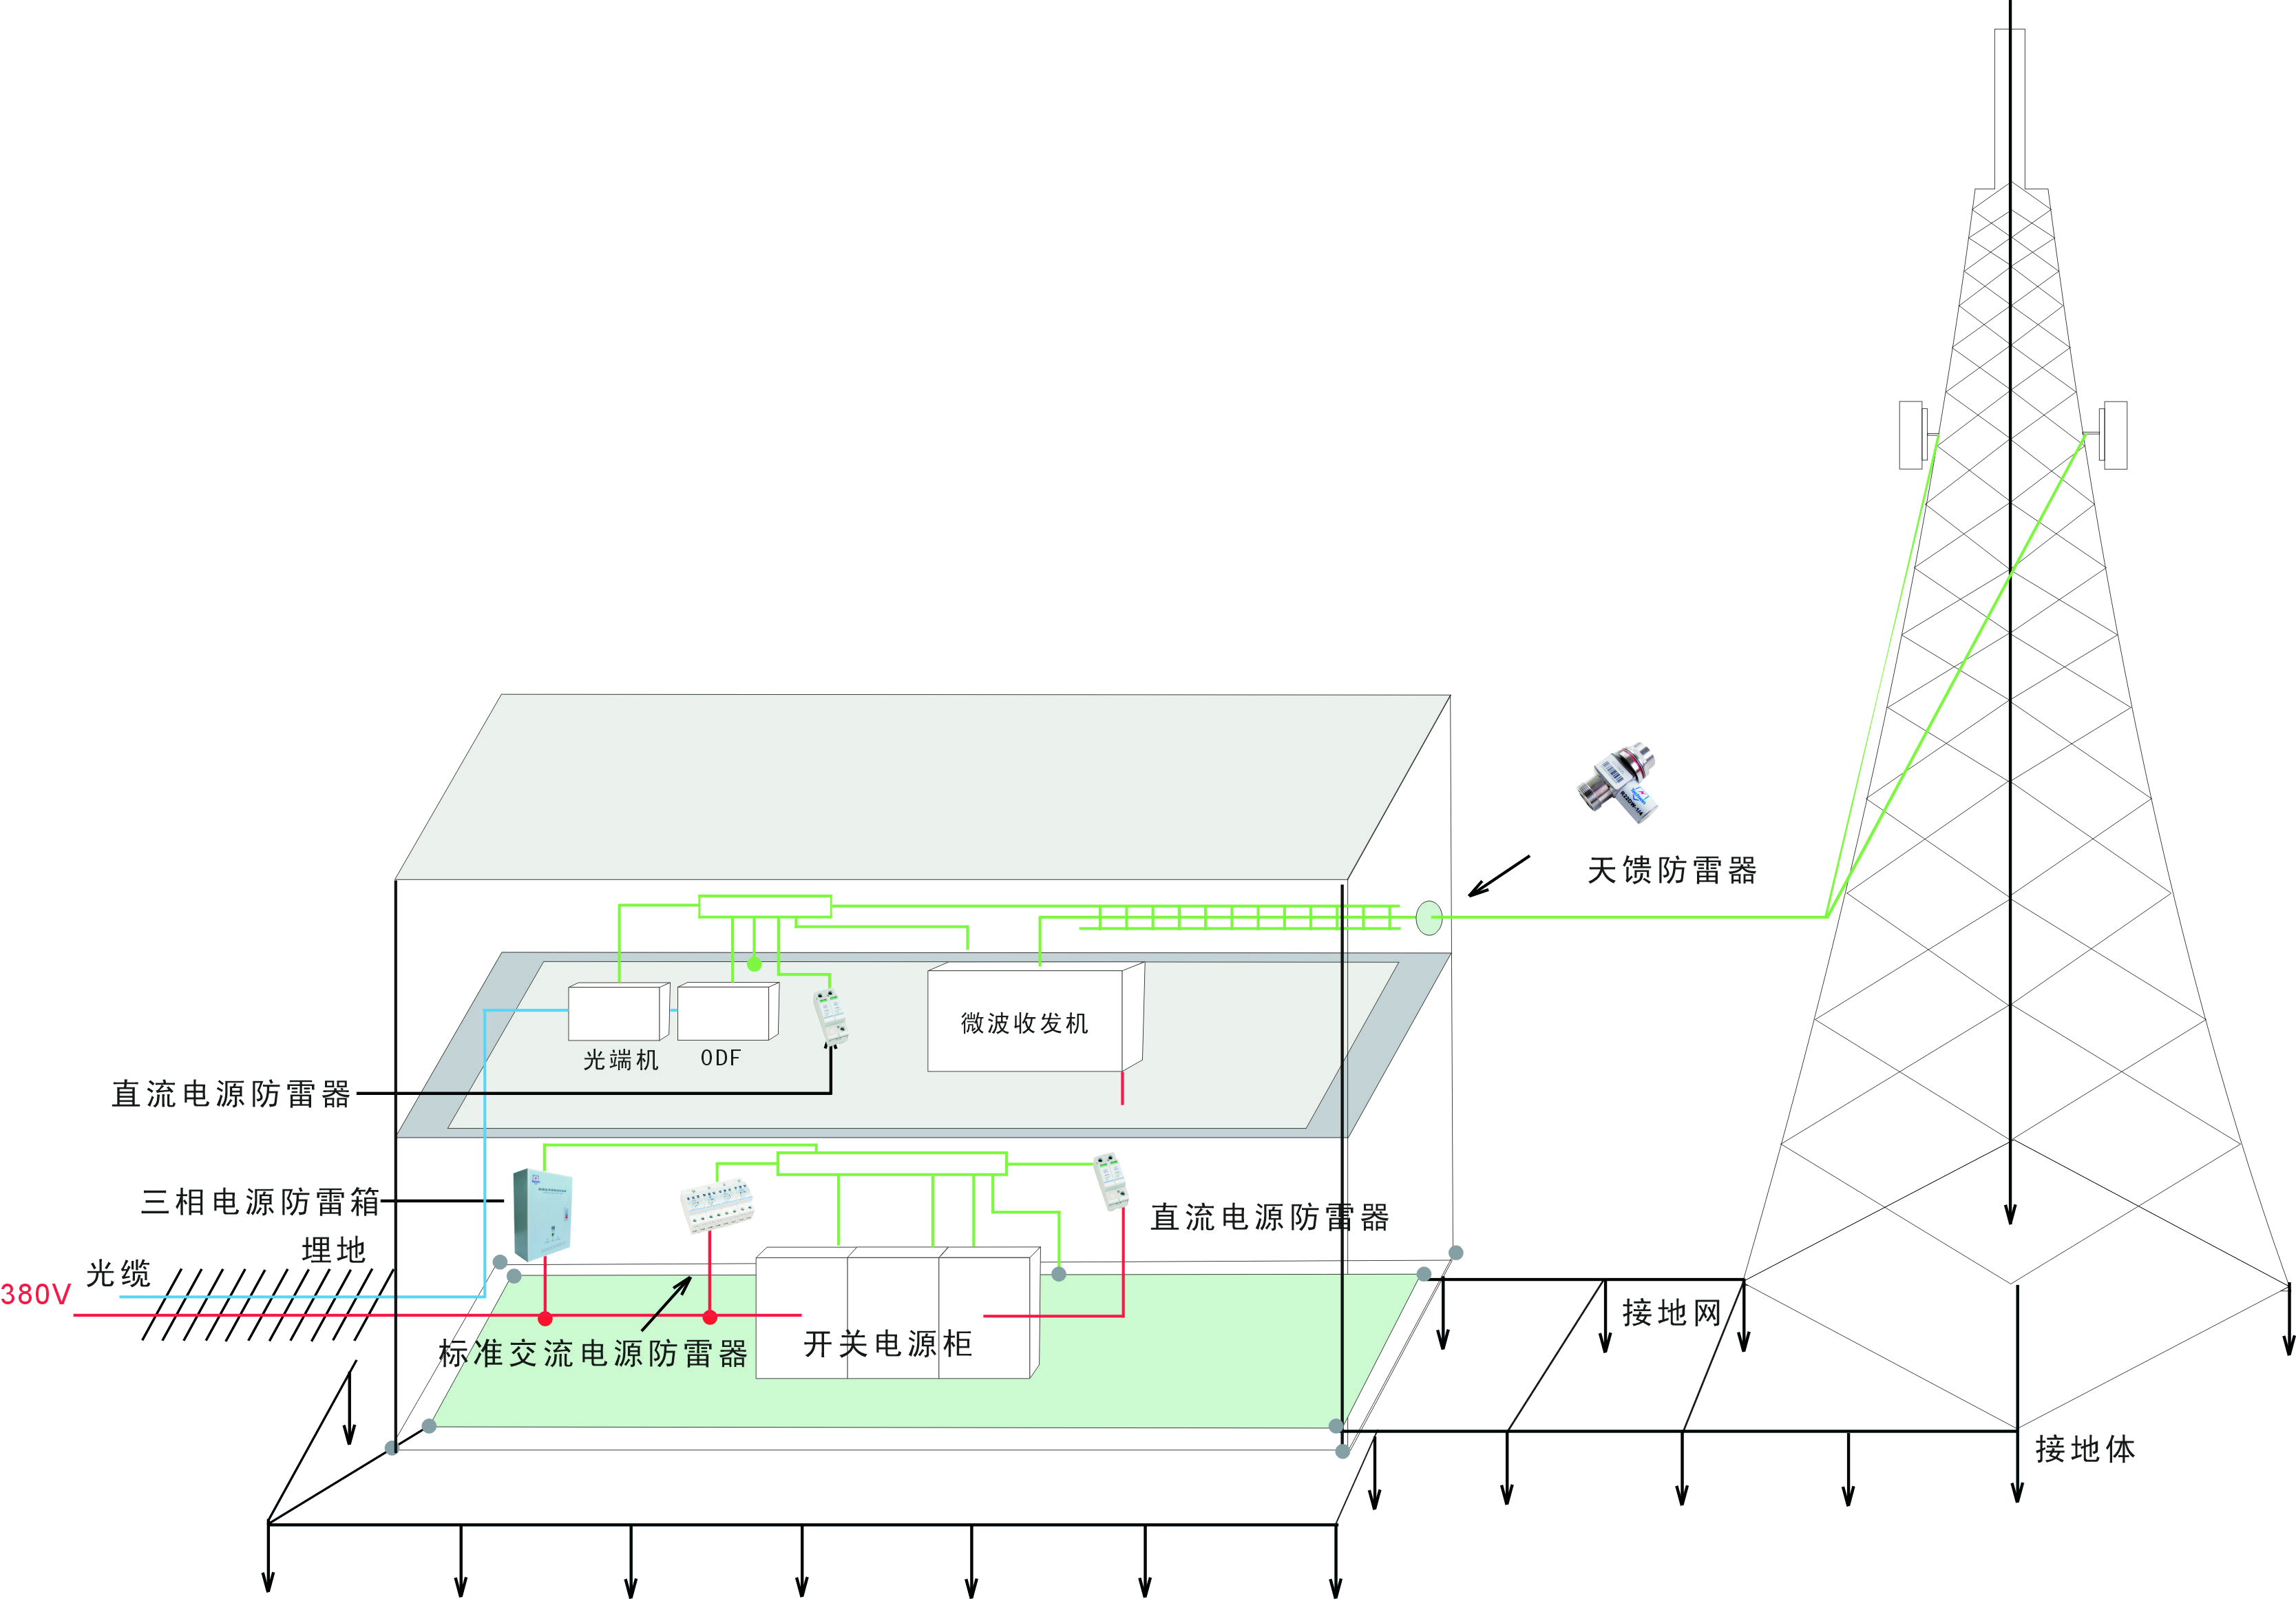 天馈防雷器
微波收发机
光端机
ODF
直流电源防雷器
三相电源防雷箱
直流电源防雷器
埋地
光缆
380V
接地网
标准交流电源防雷器
开关电源柜
接地体